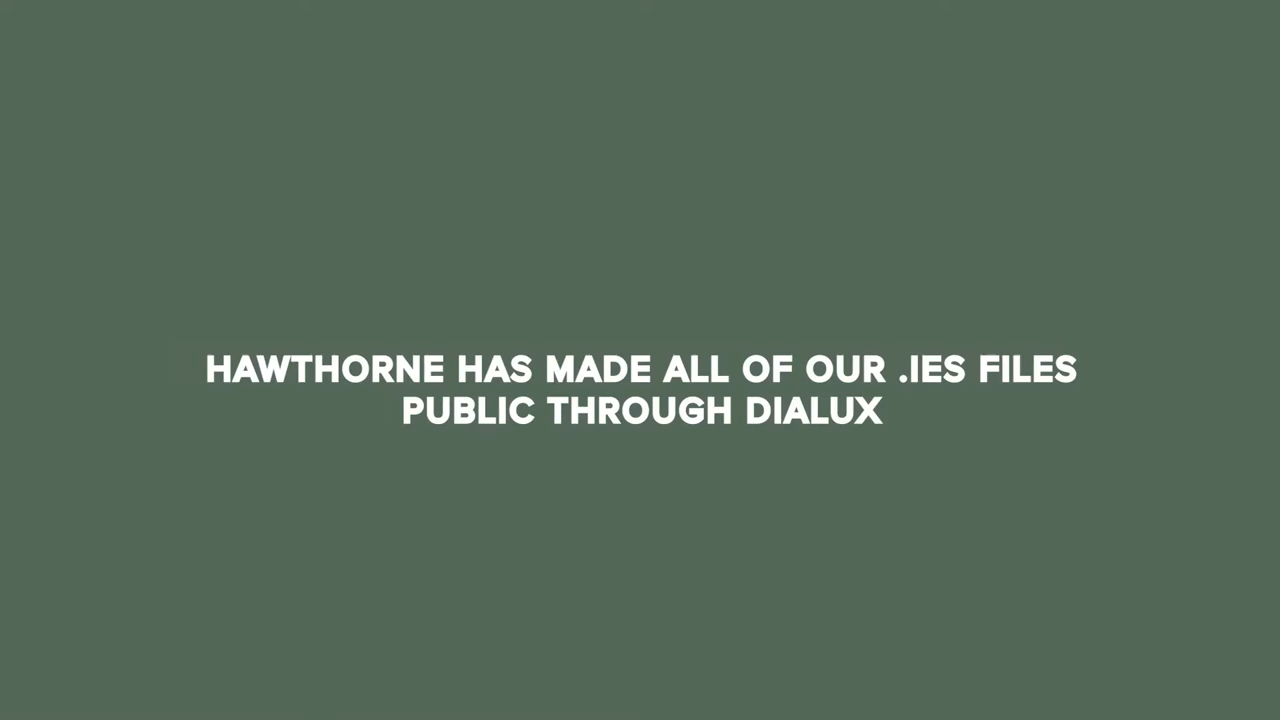 HAWTHORNE HAS MADE ALL OF OUR .IES FILES
PUBLIC THROUGH DIALUX